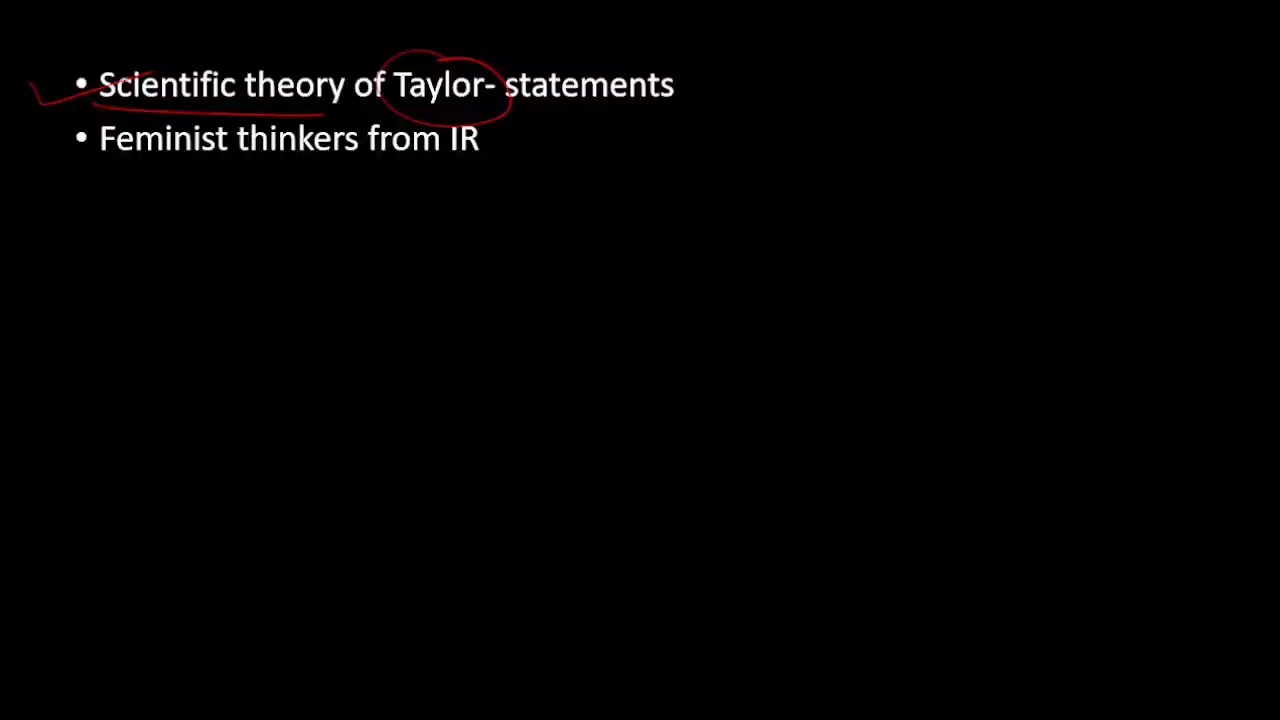 • Scientific theory of Taylor- statements
• Feminist thinkers from IR